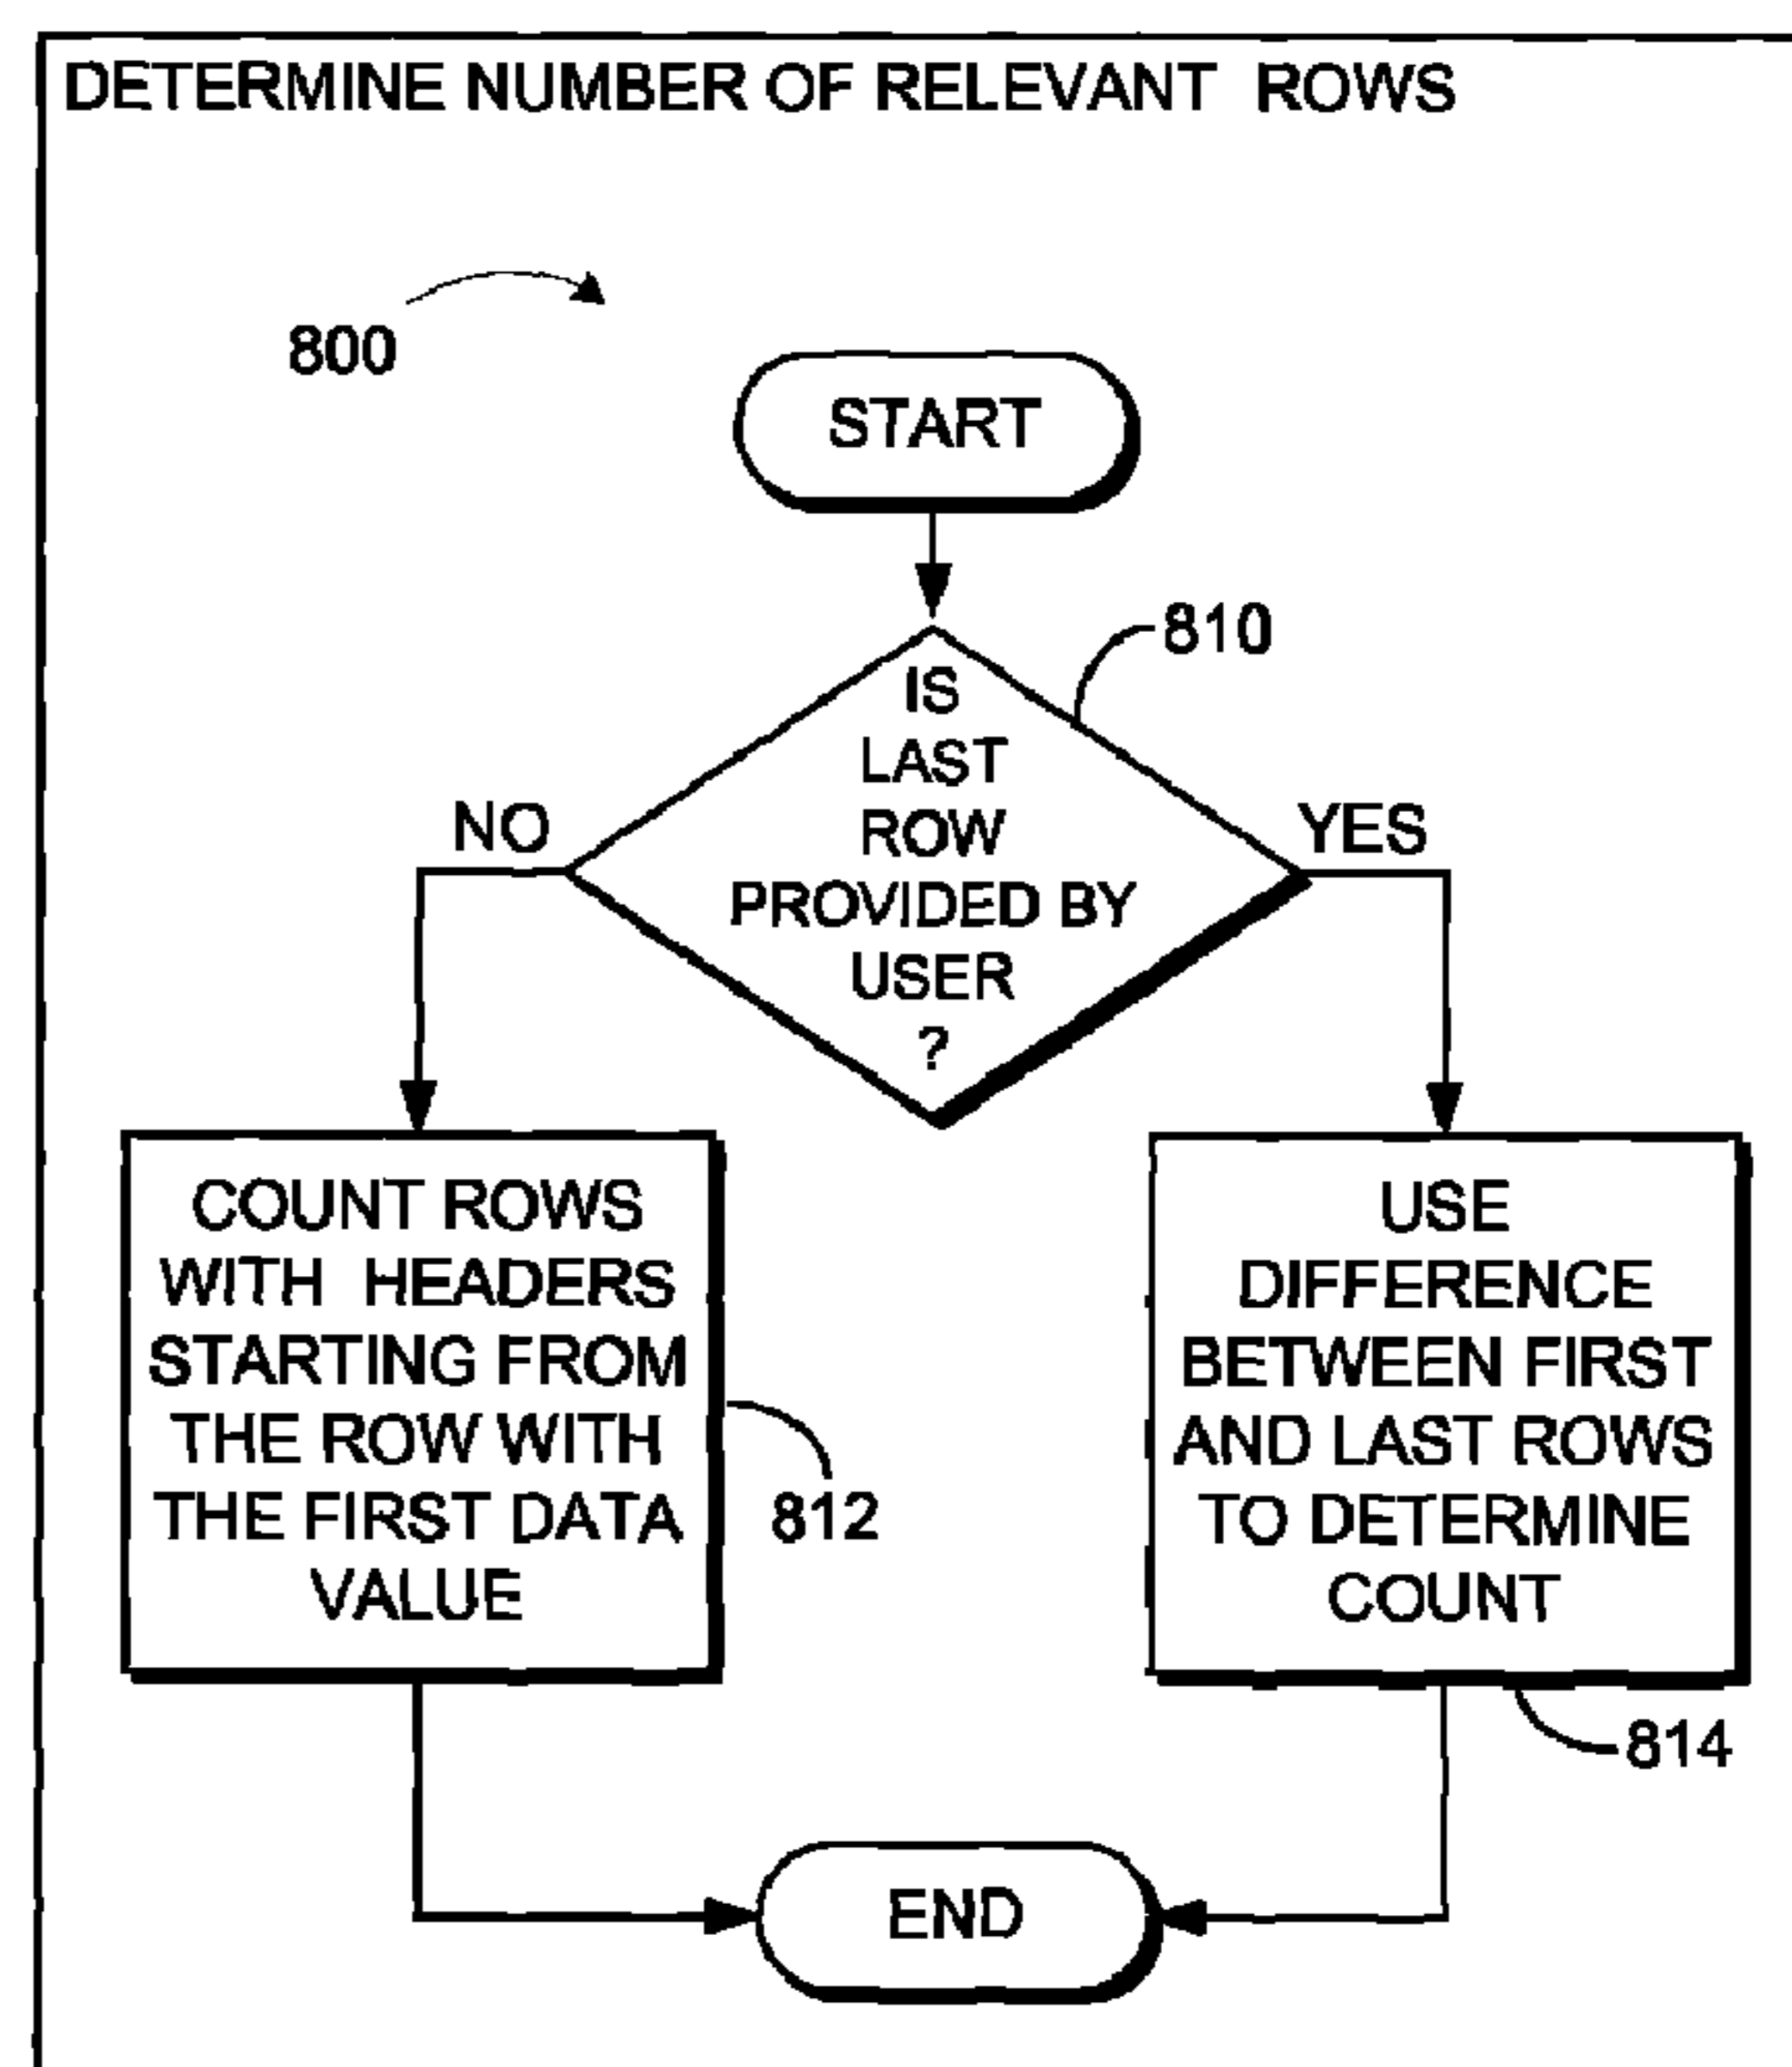 DETERMINE NUMBER OF RELEVANT ROWS
800
START
810
IS
LAST
ROW
PROVIDED BY
USER
?
NO
YES
COUNT ROWS
WITH HEADERS
STARTING FROM
THE ROW WITH
THE FIRST DATA
VALUE
812
USE
DIFFERENCE
BETWEEN FIRST
AND LAST ROWS
TO DETERMINE
COUNT
814
END